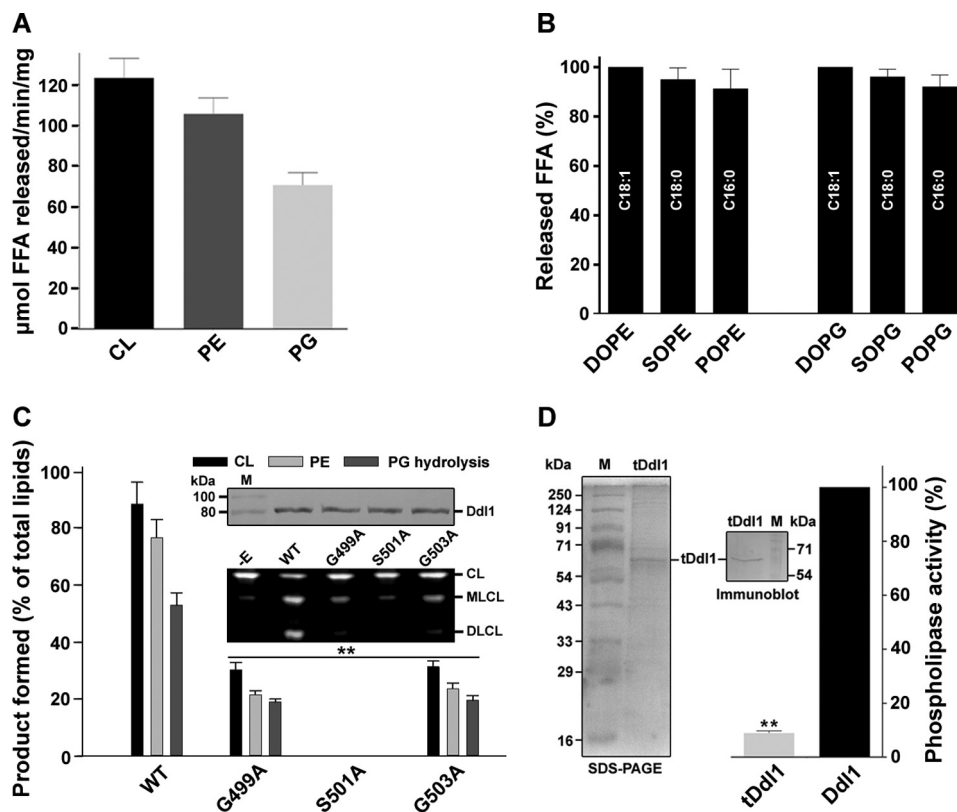 A
µmol FFA released/min/mg
120
100
80
60
40
20
0
CL
PE
PG
B
Released FFA (%)
100
80
60
40
20
0
C18:1
C18:0
C16:0
C18:1
C18:0
C16:0
DOPE
SOPE
POPE
DOPG
SOPG
POPG
C
Product formed (% of total lipids)
100
80
60
40
20
0
CL
PE
PG hydrolysis
kDa
M
100
80
Ddl1
-E
WT
G499A
S501A
G503A
CL
MLCL
DLCL
**
WT
G499A
S501A
G503A
D
kDa
M
tDdl1
250
124
91
71
54
43
33
29
16
tDdl1
SDS-PAGE
tDdl1
M
kDa
71
54
Immunoblot
**
tDdl1
Ddl1
100
80
60
40
20
0
Phospholipase activity (%)